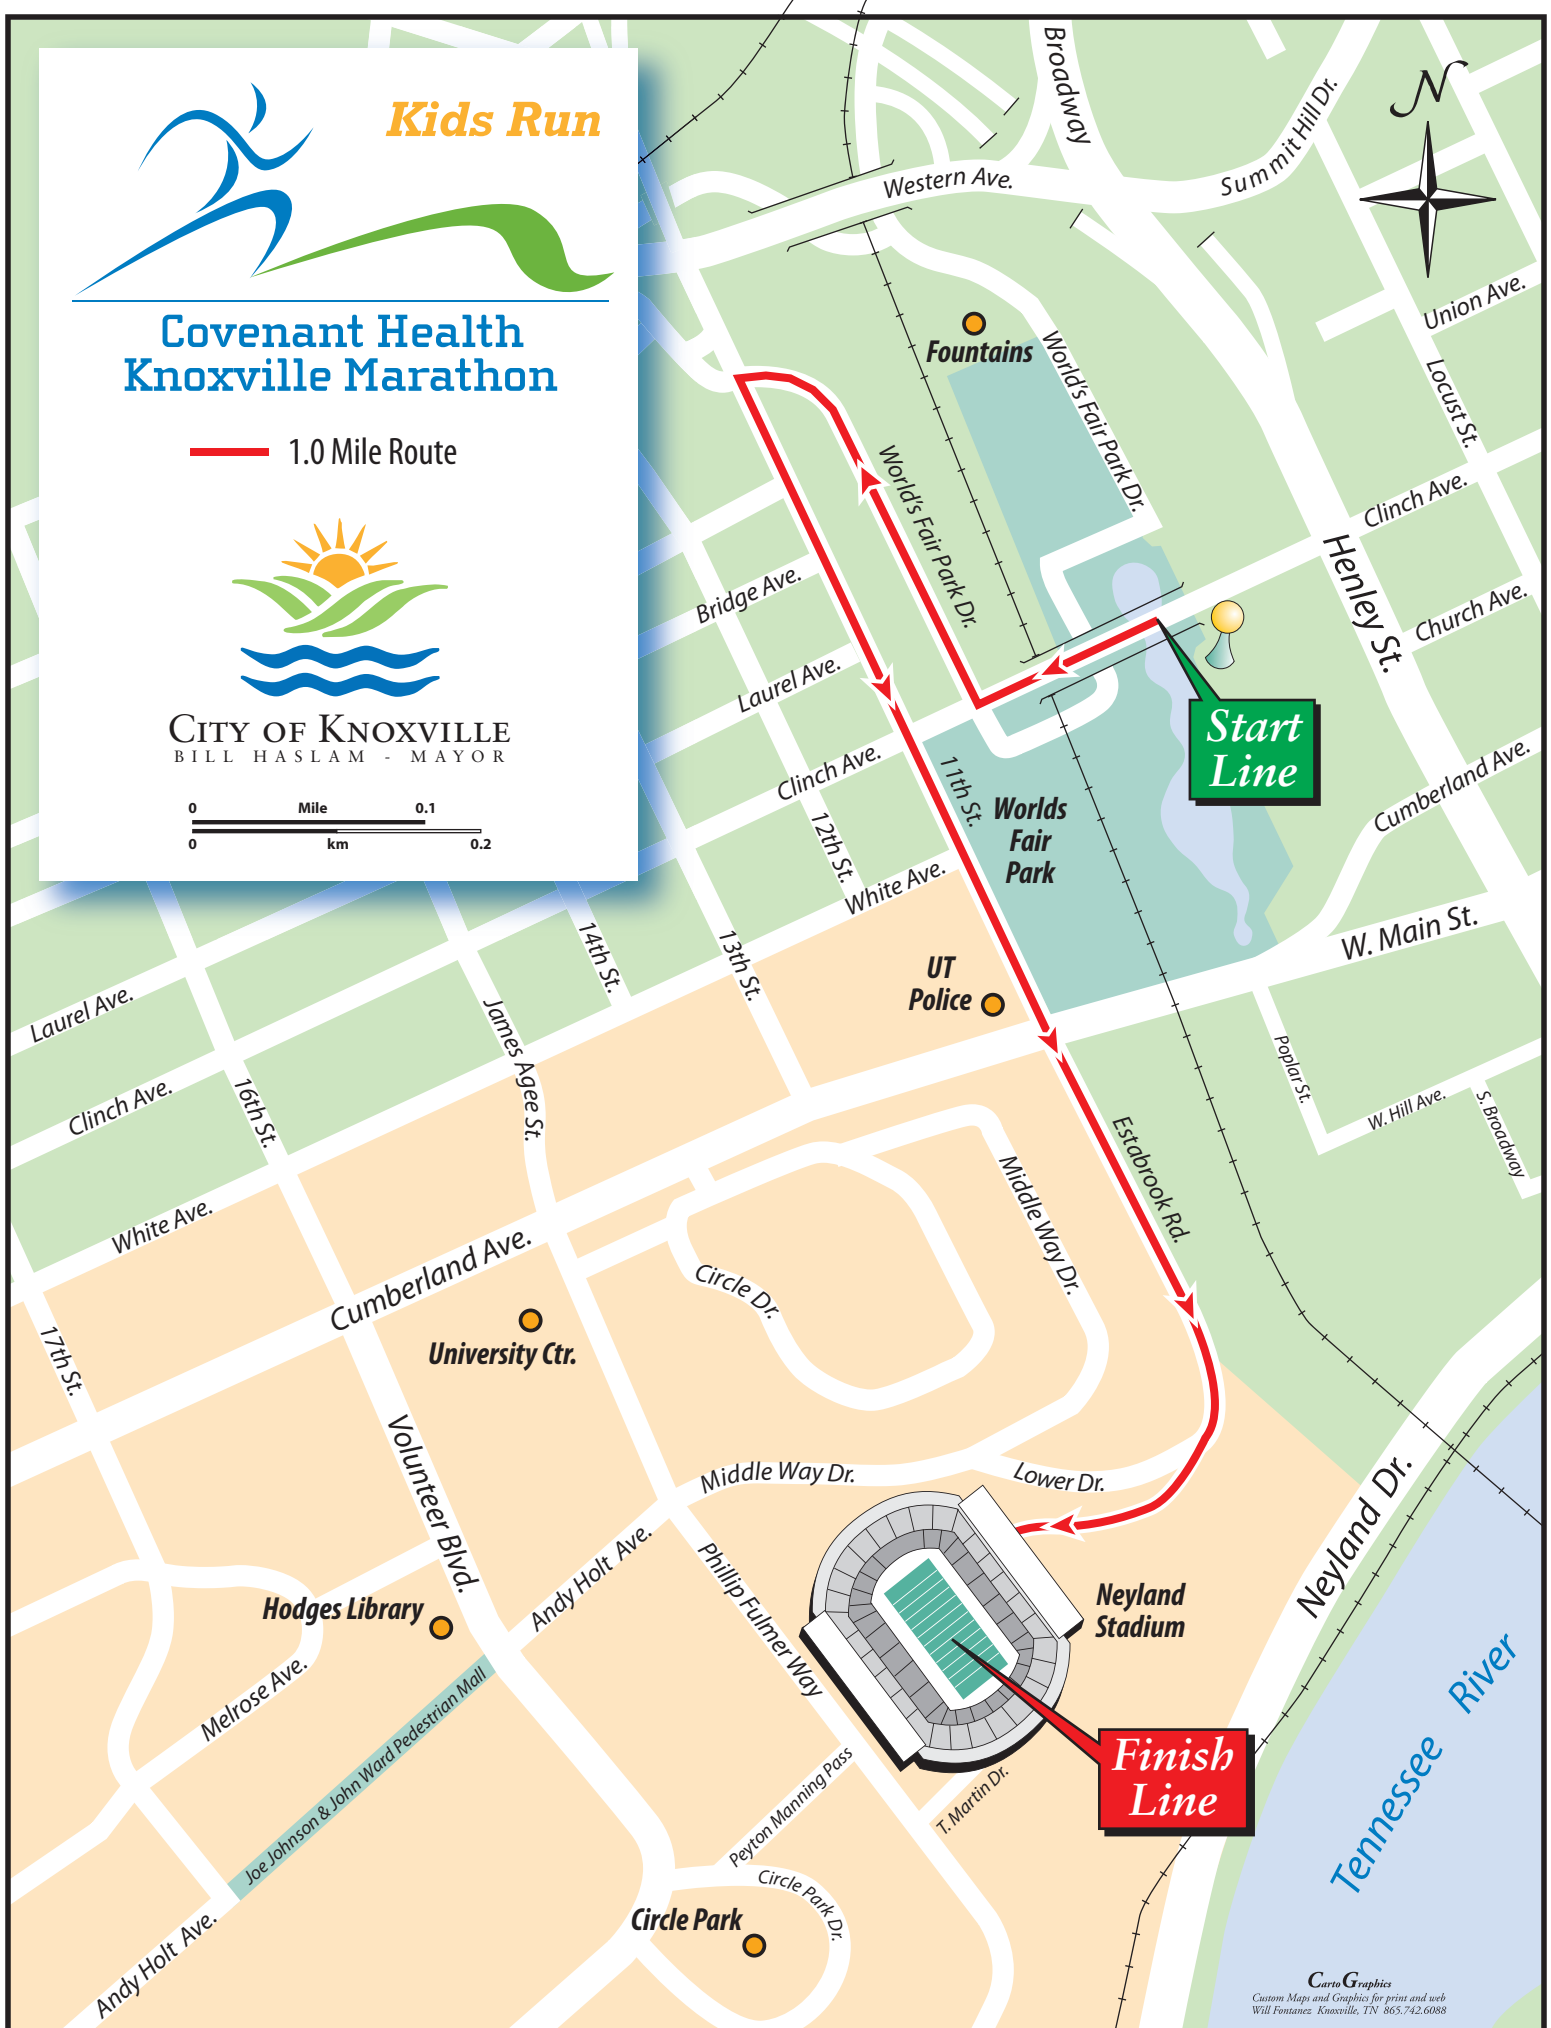 Kids Run
Covenant Health
Knoxville Marathon
1.0 Mile Route
CITY OF KNOXVILLE
BILL HASLAM - MAYOR
0 Mile 0.1
0 km 0.2
N
Broadway
Summit Hill Dr.
Western Ave.
Union Ave.
Fountains
World's Fair Park Dr.
Locust St.
World's Fair Park Dr.
Clinch Ave.
Henley St.
Bridge Ave.
Church Ave.
Laurel Ave.
Start
Line
Clinch Ave.
11th St.
Worlds
Fair
Park
Cumberland Ave.
12th St.
White Ave.
W. Main St.
14th St.
13th St.
UT
Police
Laurel Ave.
James Agee St.
Poplar St.
Clinch Ave.
16th St.
W. Hill Ave.
S. Broadway
Estabrook Rd.
Middle Way Dr.
White Ave.
Cumberland Ave.
Circle Dr.
University Ctr.
17th St.
Volunteer Blvd.
Middle Way Dr.
Lower Dr.
Neyland Dr.
Andy Holt Ave.
Phillip Fulmer Way
Hodges Library
Neyland
Stadium
Melrose Ave.
Joe Johnson & John Ward Pedestrian Mall
Tennessee River
Finish
Line
Peyton Manning Pass
T. Martin Dr.
Circle Park Dr.
Circle Park
Andy Holt Ave.
CartoGraphics
Custom Maps and Graphics for print and web
Will Fontanez Knoxville, TN 865.742.6088